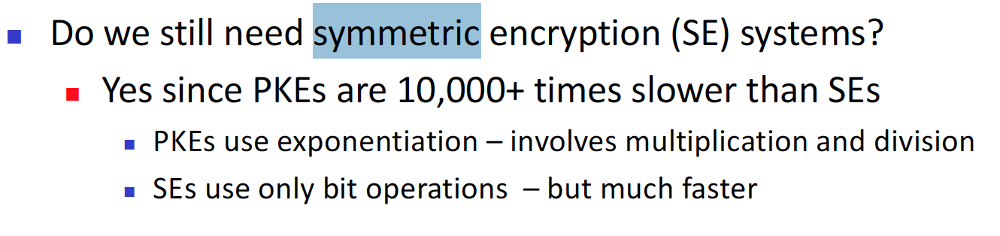 Do we still need symmetric encryption (SE) systems?
Yes since PKEs are 10,000+ times slower than SEs
PKEs use exponentiation – involves multiplication and division
SEs use only bit operations – but much faster